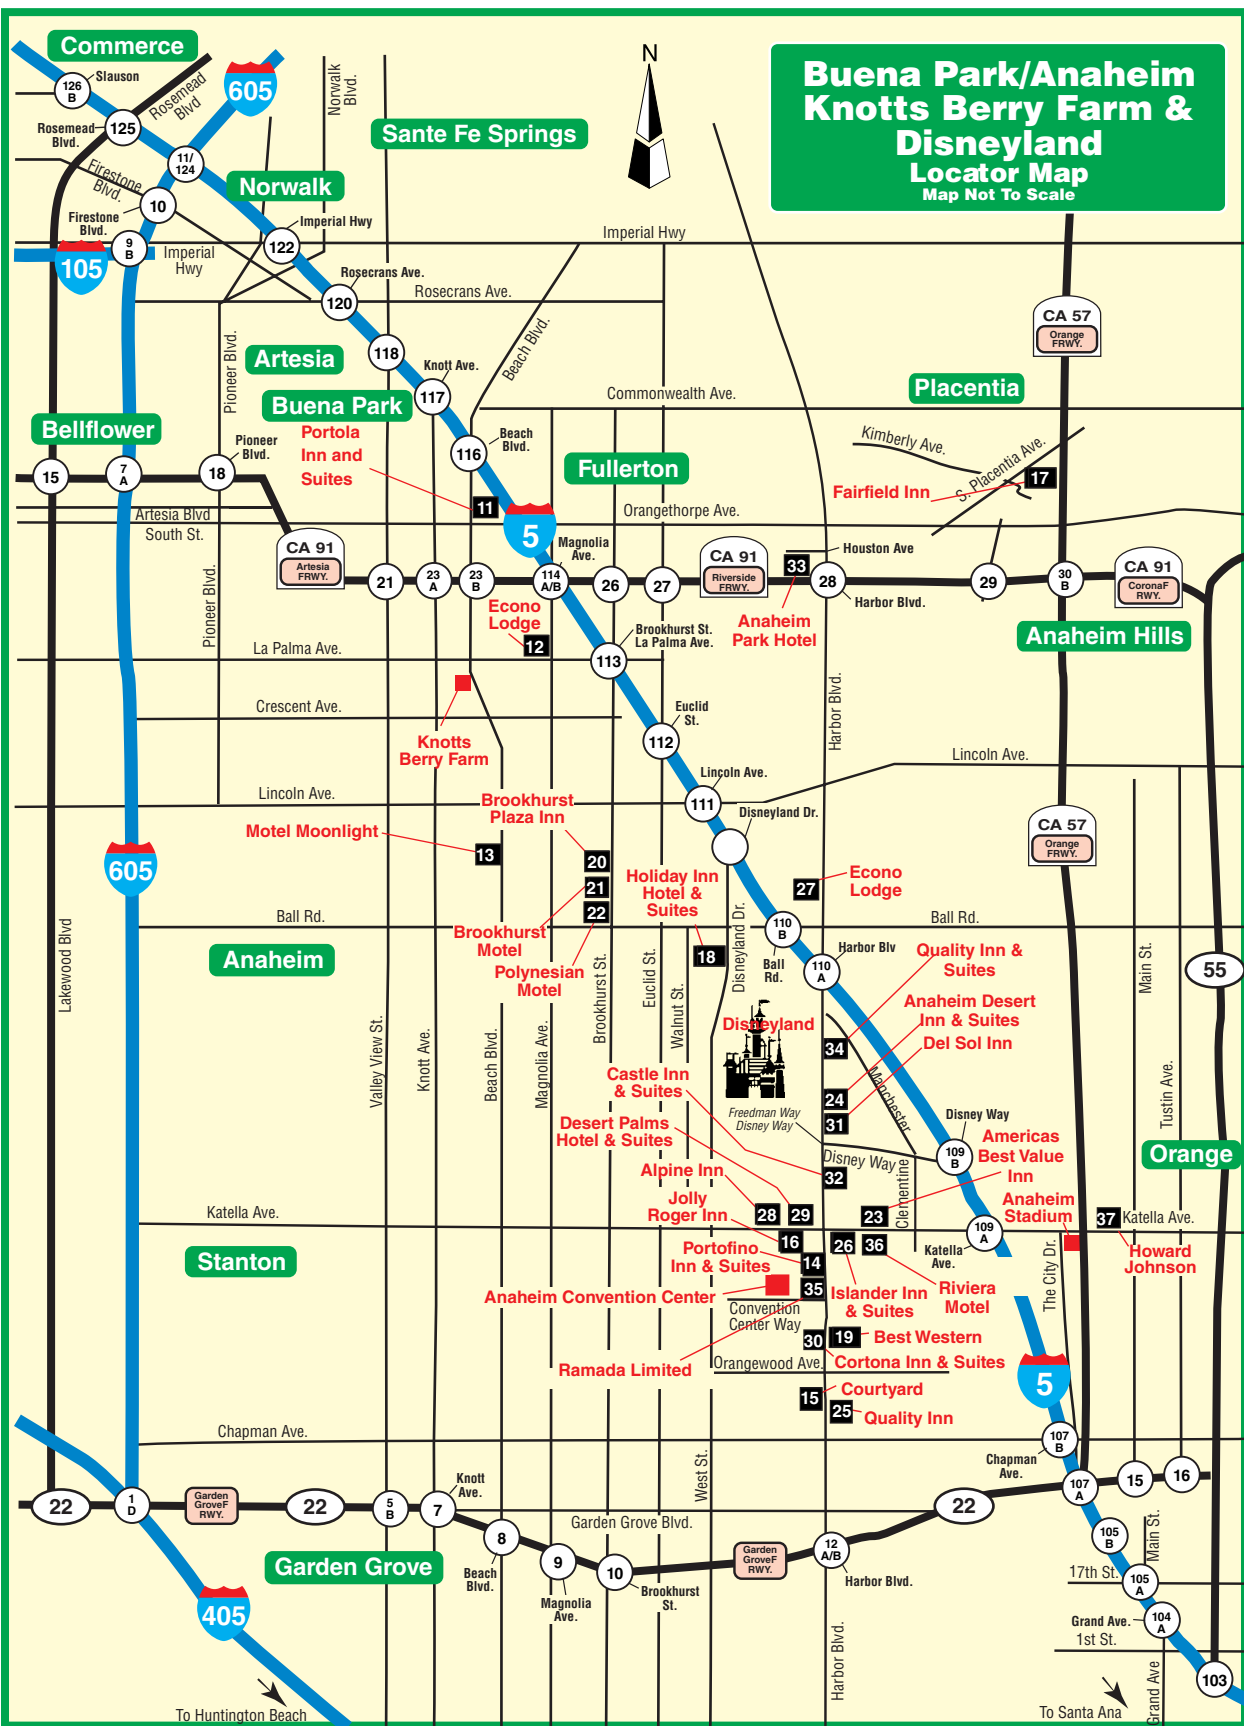 Buena Park/Anaheim
Knotts Berry Farm &
Disneyland
Locator Map
Map Not To Scale
N
Commerce
Slauson
126
B
Rosemead
Blvd
605
Norwalk
Blvd.
Sante Fe Springs
Rosemead
Blvd.
125
11/
124
Firestone
Blvd.
Norwalk
10
Firestone
Blvd.
9
B
Imperial
Hwy
105
122
Imperial Hwy
Imperial Hwy
Rosecrans Ave.
120
Rosecrans Ave.
CA 57
Orange
FRWY.
Pioneer Blvd.
Artesia
118
Knott Ave.
117
Beach Blvd.
Commonwealth Ave.
Placentia
Buena Park
Bellflower
Portola
Inn and
Suites
Pioneer
Blvd.
15
7
A
18
116
Beach
Blvd.
Fullerton
Kimberly Ave.
S. Placentia Ave.
Fairfield Inn
17
11
Artesia Blvd
South St.
5
Orangethorpe Ave.
CA 91
Artesia
FRWY.
Magnolia
Ave.
CA 91
Riverside
FRWY.
Houston Ave
33
CA 91
CoronaF
RWY.
21
23
A
23
B
114
A/B
26
27
28
29
30
B
Harbor Blvd.
Pioneer Blvd.
Econo
Lodge
12
Anaheim
Park Hotel
Anaheim Hills
Brookhurst St.
La Palma Ave.
La Palma Ave.
113
Crescent Ave.
Knotts
Berry Farm
Euclid
St.
112
Harbor Blvd.
Lincoln Ave.
Lincoln Ave.
Lincoln Ave.
111
Disneyland Dr.
Brookhurst
Plaza Inn
Motel Moonlight
13
20
21
22
605
CA 57
Orange
FRWY.
Holiday Inn
Hotel &
Suites
27
Econo
Lodge
Ball Rd.
Ball Rd.
Brookhurst
Motel
Polynesian
Motel
18
110
B
Ball
Rd.
110
A
Harbor Blv
Anaheim
Lakewood Blvd
Valley View St.
Knott Ave.
Beach Blvd.
Magnolia Ave.
Brookhurst St.
Euclid St.
Walnut St.
Disneyland Dr.
Main St.
55
Quality Inn &
Suites
Anaheim Desert
Inn & Suites
Del Sol Inn
Disneyland
34
Manchester
24
31
Castle Inn
& Suites
Freedman Way
Disney Way
Disney Way
Disney Way
109
B
Tustin Ave.
Orange
Desert Palms
Hotel & Suites
Alpine Inn
Jolly
Roger Inn
32
Clementine
Americas
Best Value
Inn
28
29
23
Anaheim
Stadium
37
Katella Ave.
Katella Ave.
Howard
Johnson
16
26
36
109
A
Katella
Ave.
Stanton
Portofino
Inn & Suites
14
35
Anaheim Convention Center
Convention
Center Way
Islander Inn
& Suites
Riviera
Motel
The City Dr.
30
19
Best Western
Ramada Limited
Orangewood Ave.
Cortona Inn & Suites
5
15
Courtyard
25
Quality Inn
Chapman Ave.
107
B
Chapman
Ave.
West St.
22
1
D
Garden
GroveF
RWY.
22
5
B
7
Knott
Ave.
22
107
A
15
16
Garden Grove Blvd.
8
Beach
Blvd.
9
Magnolia
Ave.
10
Brookhurst
St.
Garden
GroveF
RWY.
12
A/B
Harbor Blvd.
105
B
Main St.
17th St.
105
A
Garden Grove
405
Grand Ave.
104
A
1st St.
Harbor Blvd.
103
Grand Ave
To Huntington Beach
To Santa Ana